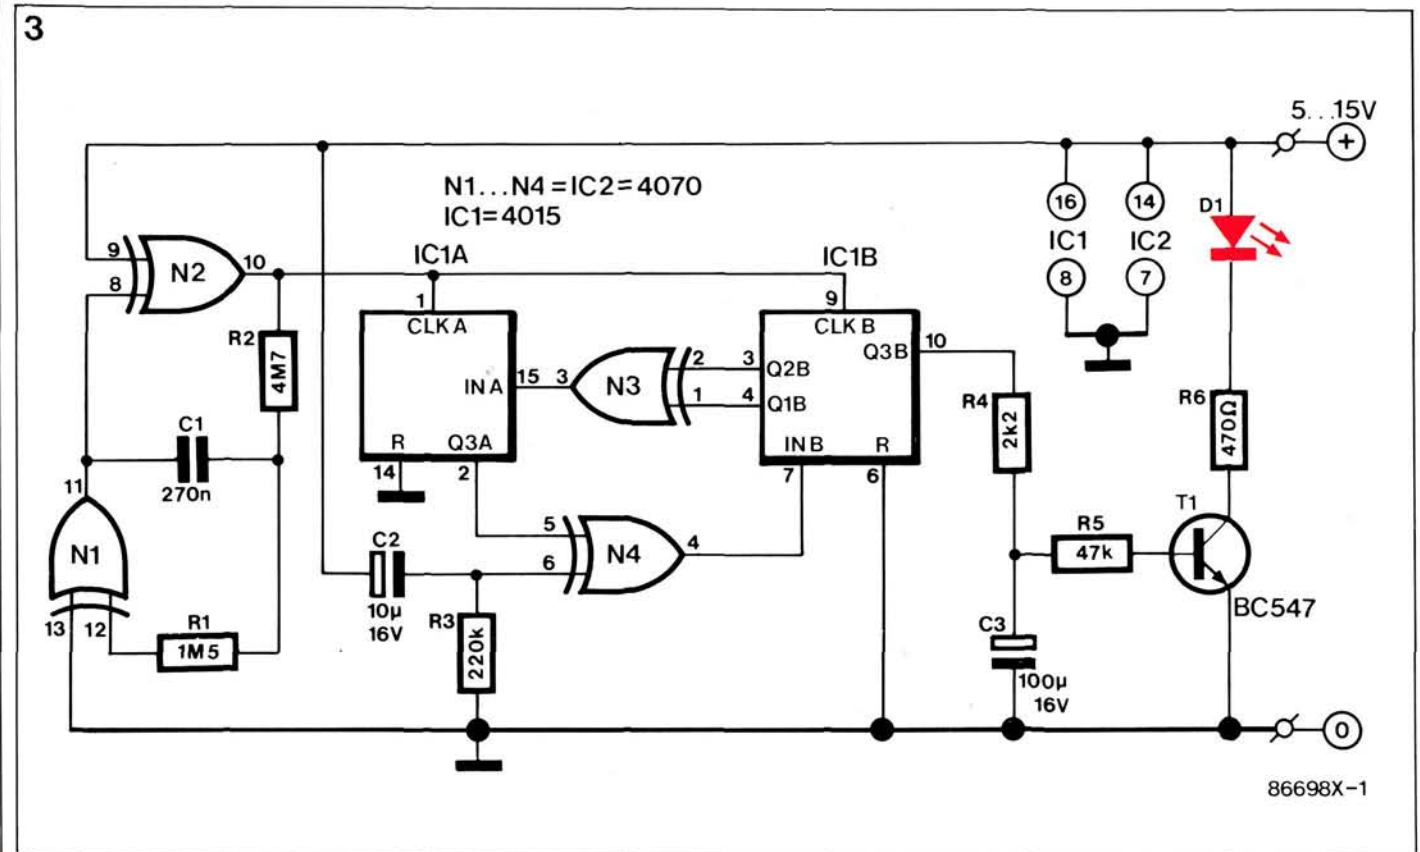 3
5...15V
+
N1...N4 = IC2 = 4070
IC1 = 4015
16
14
D1
IC1
IC2
8
7
9
8
N2
10
IC1A
IC1B
1
CLK A
9
CLK B
Q3B
10
R2
4M7
IN A
15
3
N3
2
1
3
4
Q2B
Q1B
R4
2k2
R6
470Ω
C1
270n
R
Q3A
14
2
IN B
R
7
6
11
N1
13
12
R1
1M5
C2
10µ
16V
5
6
N4
4
R3
220k
R5
47k
T1
BC547
C3
100µ
16V
0
86698X-1